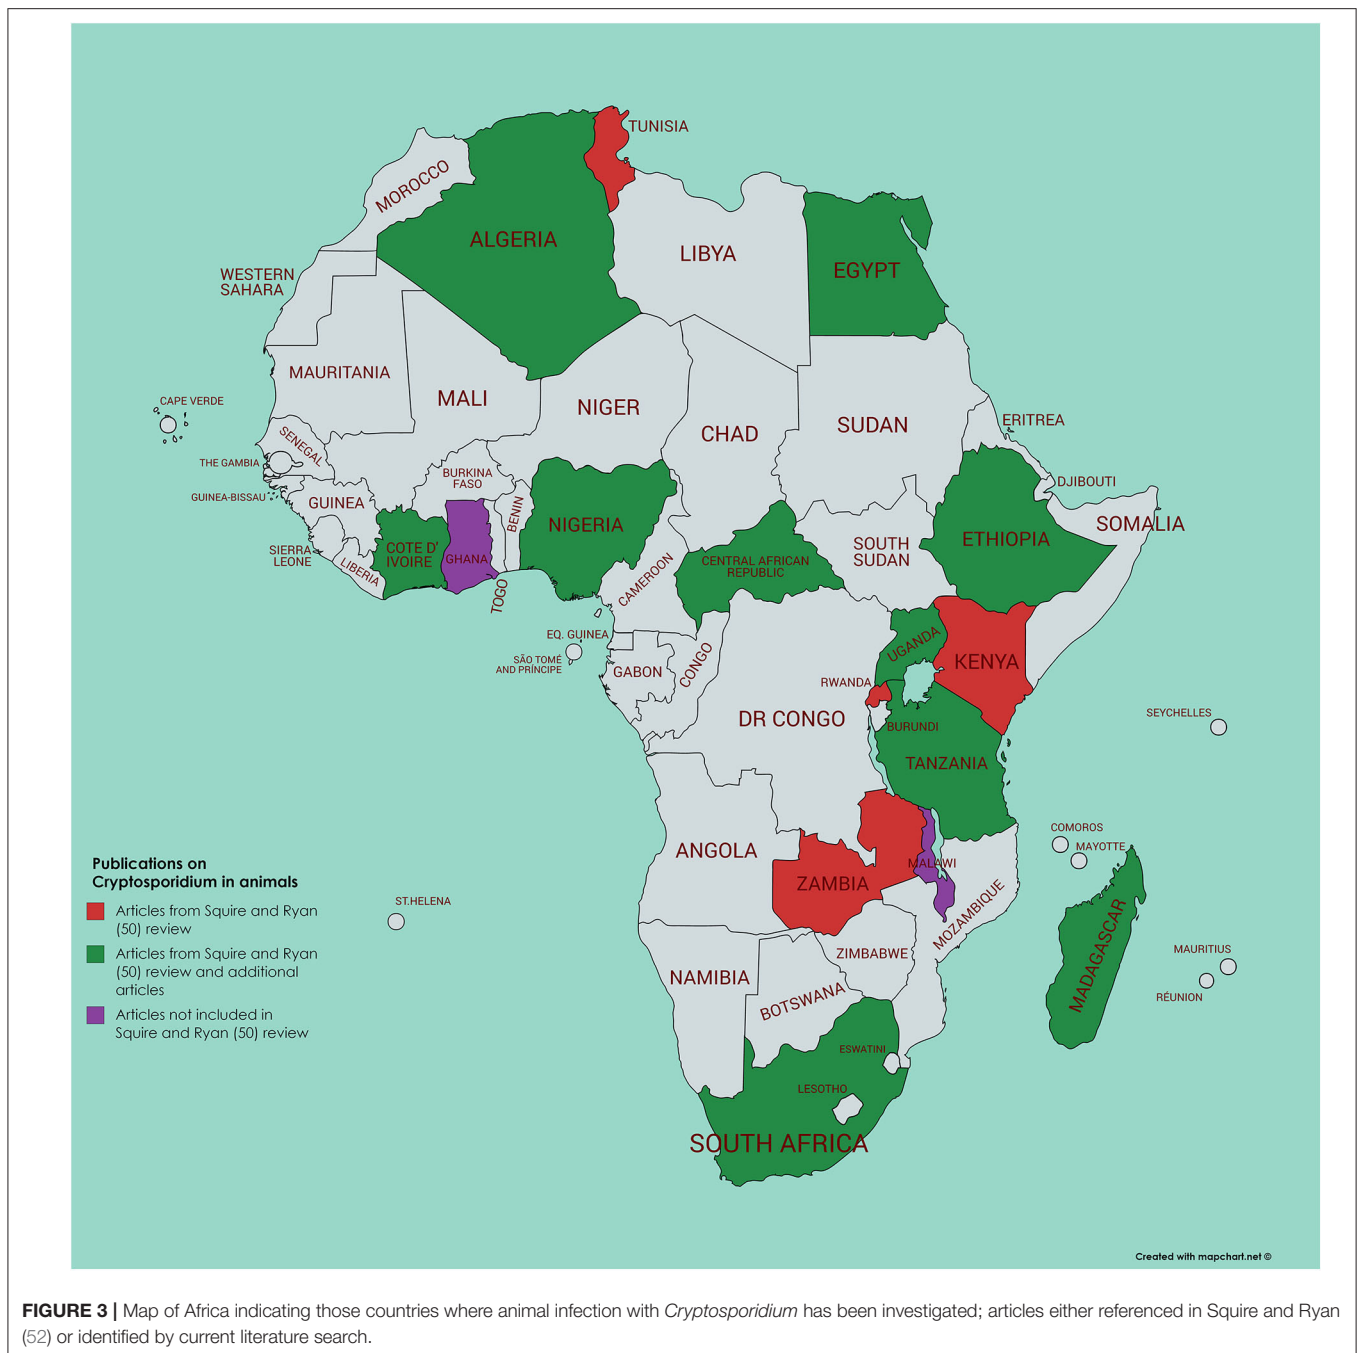 TUNISIA
MOROCCO
ALGERIA
LIBYA
EGYPT
WESTERN
SAHARA
MAURITANIA
MALI
NIGER
CHAD
SUDAN
ERITREA
CAPE VERDE
SENEGAL
THE GAMBIA
GUINEA-BISSAU
GUINEA
BURKINA
FASO
BENIN
NIGERIA
DJIBOUTI
SOMALIA
ETHIOPIA
SOUTH
SUDAN
CENTRAL AFRICAN
REPUBLIC
SIERRA
LEONE
LIBERIA
COTE D'
IVOIRE
GHANA
TOGO
CAMEROON
EQ. GUINEA
SÃO TOMÉ
AND PRÍNCIPE
GABON
CONGO
UGANDA
KENYA
RWANDA
DR CONGO
BURUNDI
TANZANIA
SEYCHELLES
COMOROS
MAYOTTE
ANGOLA
ZAMBIA
MALAWI
MOZAMBIQUE
MADAGASCAR
ST.HELENA
ZIMBABWE
NAMIBIA
BOTSWANA
MAURITIUS
RÉUNION
ESWATINI
LESOTHO
SOUTH AFRICA
Publications on
Cryptosporidium in animals
Articles from Squire and Ryan
(50) review
Articles from Squire and Ryan
(50) review and additional
articles
Articles not included in
Squire and Ryan (50) review
Created with mapchart.net ©
FIGURE 3 | Map of Africa indicating those countries where animal infection with Cryptosporidium has been investigated; articles either referenced in Squire and Ryan
(52) or identified by current literature search.